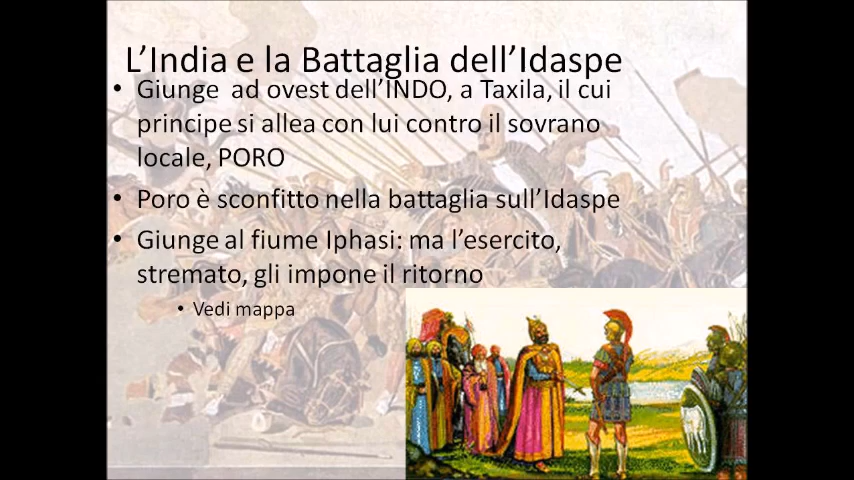 L’India e la Battaglia dell’Idaspe
• Giunge ad ovest dell’INDO, a Taxila, il cui
principe si allea con lui contro il sovrano
locale, PORO
• Poro è sconfitto nella battaglia sull’Idaspe
• Giunge al fiume Iphasi: ma l’esercito,
stremato, gli impone il ritorno
• Vedi mappa